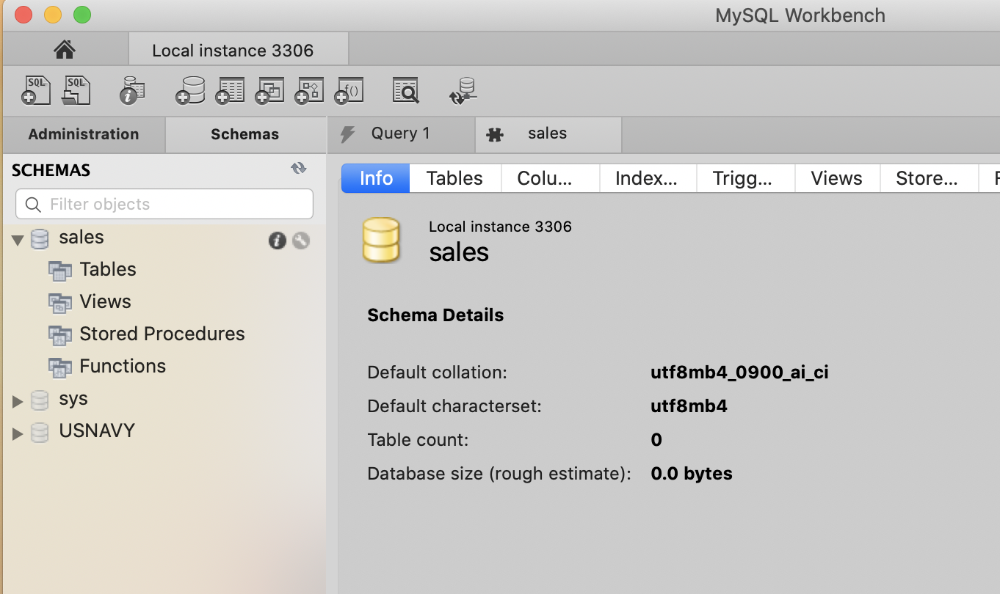 MySQL Workbench
Local instance 3306
SQL SQL i f()
Administration Schemas Query 1 sales
SCHEMAS
Filter objects
Info Tables Colu... Index... Trigg... Views Store...
sales i
Tables
Views
Stored Procedures
Functions
sys
USNAVY
Local instance 3306
sales
Schema Details
Default collation: utf8mb4_0900_ai_ci
Default characterset: utf8mb4
Table count: 0
Database size (rough estimate): 0.0 bytes